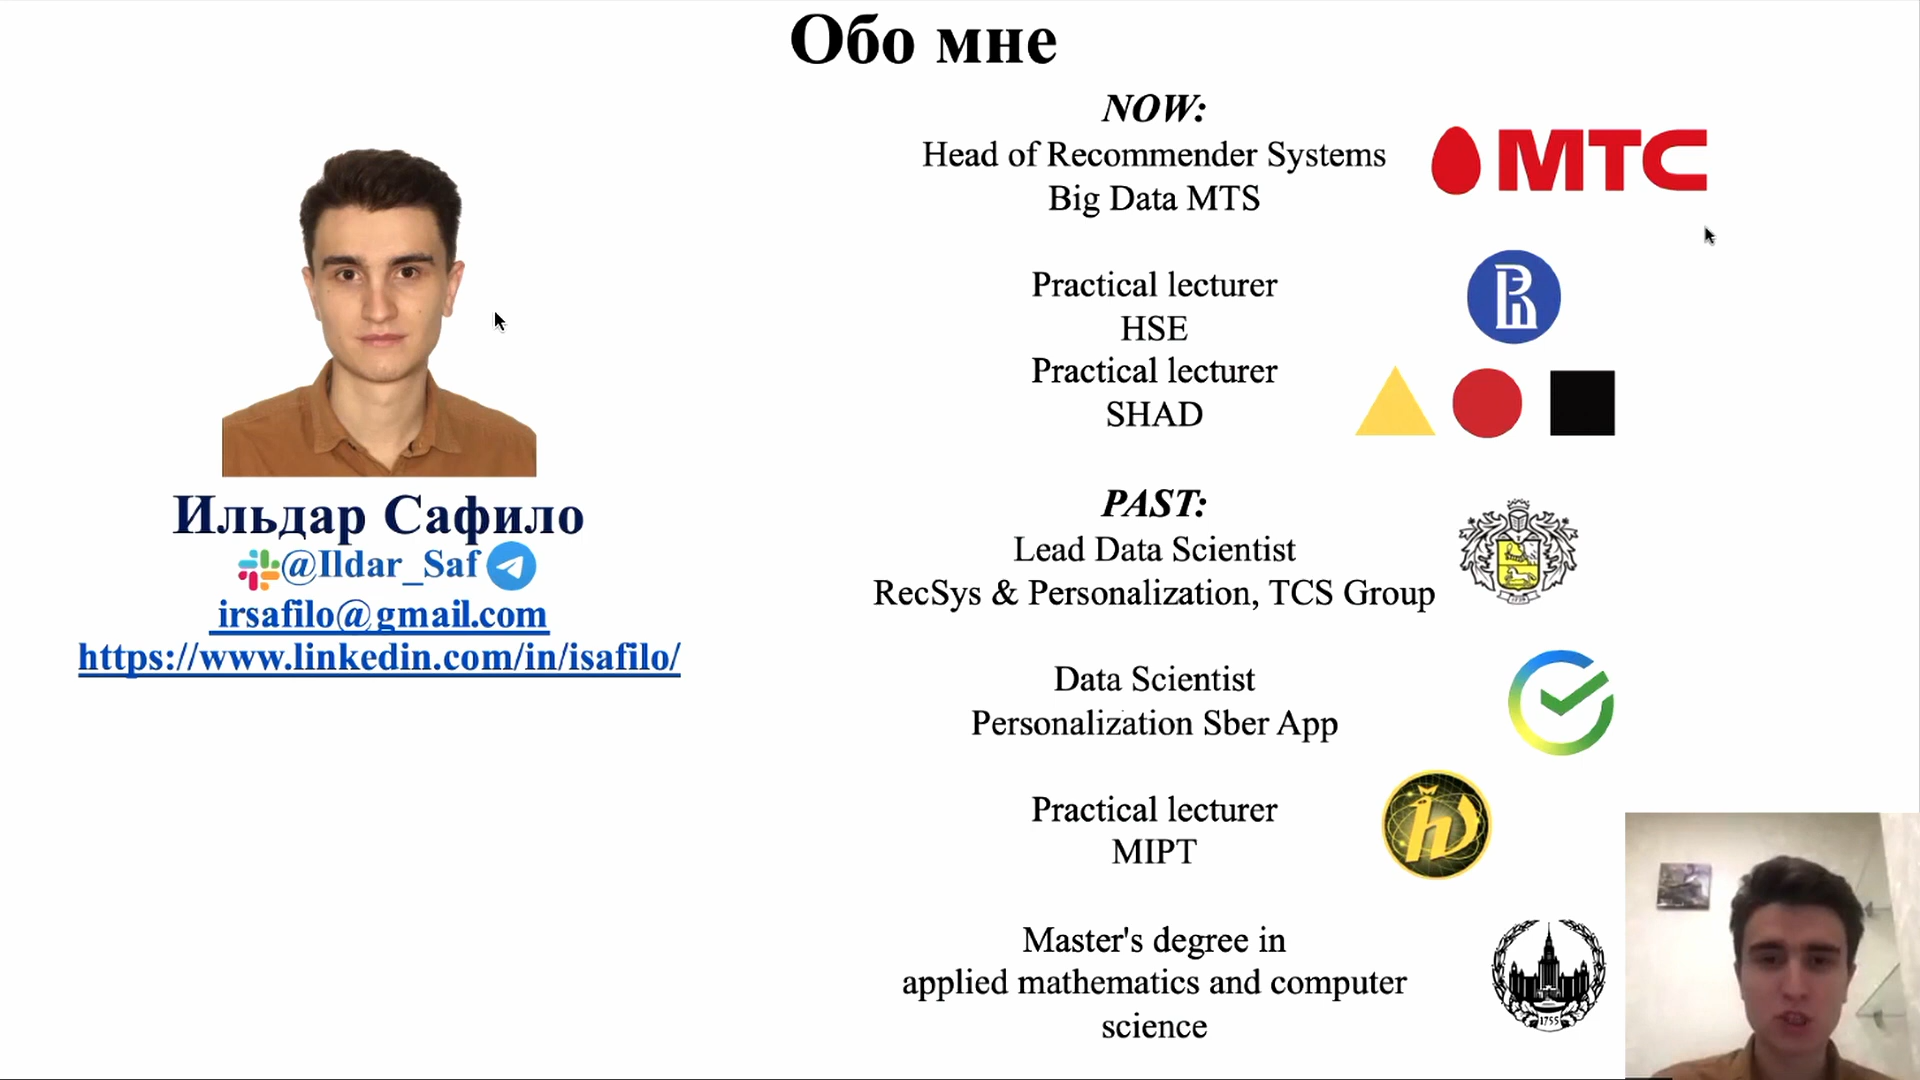 Обо мне
Ильдар Сафило
@Ildar_Saf
irsafilo@gmail.com
https://www.linkedin.com/in/isafilo/
NOW:
Head of Recommender Systems
Big Data MTS
МТС
Practical lecturer
HSE
Practical lecturer
SHAD
PAST:
Lead Data Scientist
RecSys & Personalization, TCS Group
Data Scientist
Personalization Sber App
Practical lecturer
MIPT
Master's degree in
applied mathematics and computer
science
1755